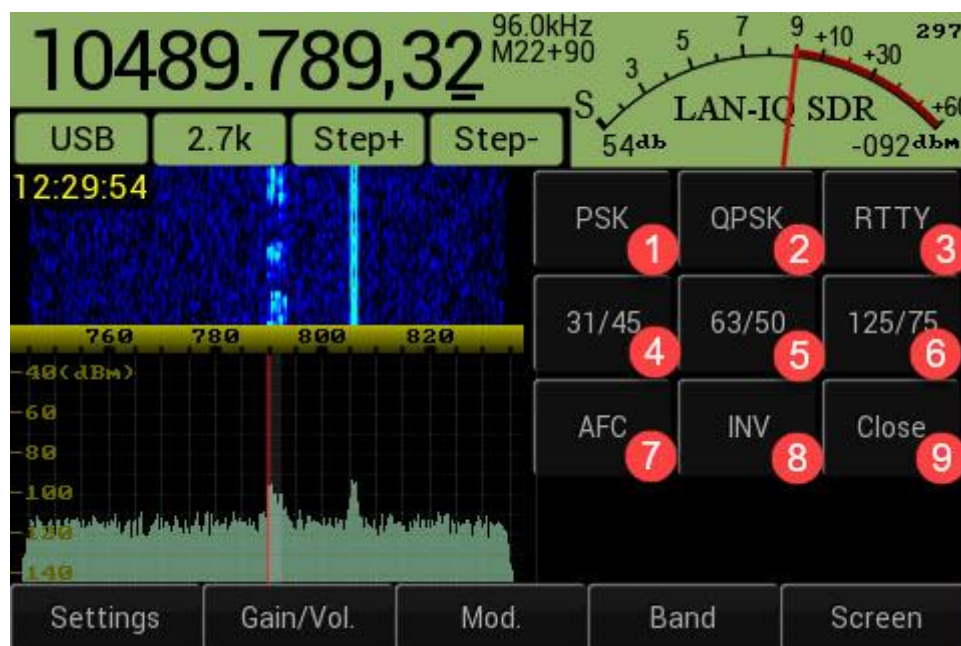 10489.789,32 96.0kHz
M22+90
3 5 7 9 +10 +30 +60 297
S LAN-IQ SDR
54db -092dbm
USB 2.7k Step+ Step-
12:29:54
PSK 1 QPSK 2 RTTY 3
31/45 4 63/50 5 125/75 6
760 780 800 820
-40(dBm)
-60
-80
-100
-120
-140
AFC 7 INV 8 Close 9
Settings Gain/Vol. Mod. Band Screen